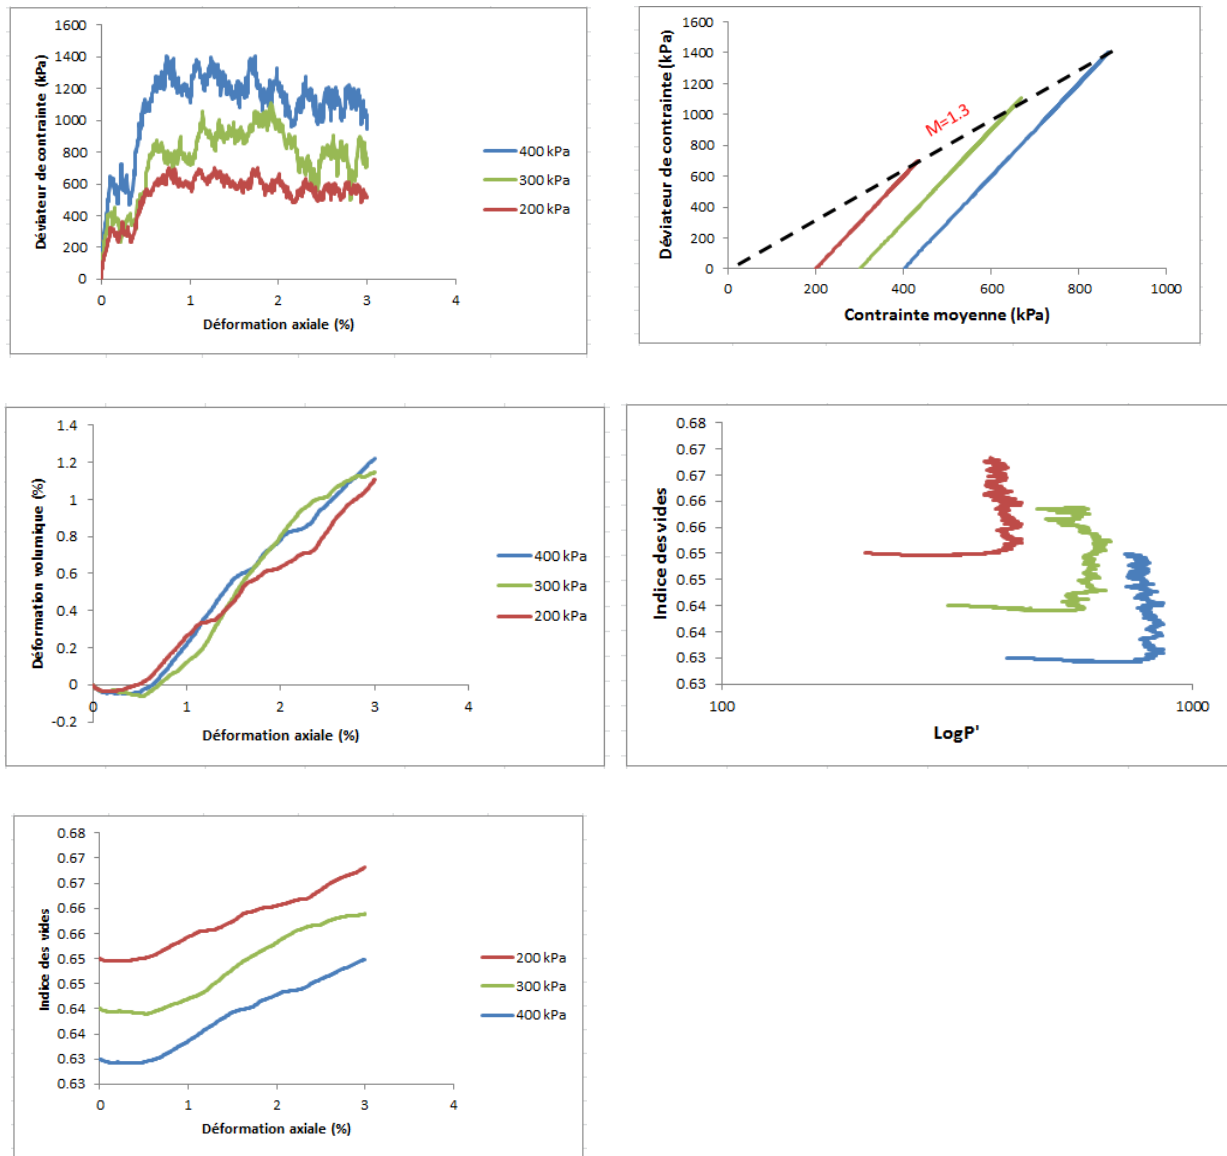 Déviateur de contrainte (kPa)
1600
1400
1200
1000
800
600
400
200
0
0 1 2 3 4
Déformation axiale (%)
400 kPa
300 kPa
200 kPa
Déviateur de contrainte (kPa)
1600
1400
1200
1000
800
600
400
200
0
M=1.3
0 200 400 600 800 1000
Contrainte moyenne (kPa)
Déformation volumique (%)
1.4
1.2
1
0.8
0.6
0.4
0.2
0
-0.2
0 1 2 3 4
Déformation axiale (%)
400 kPa
300 kPa
200 kPa
Indice des vides
0.68
0.67
0.67
0.66
0.66
0.65
0.65
0.64
0.64
0.63
0.63
100 1000
LogP'
Indice des vides
0.68
0.67
0.67
0.66
0.66
0.65
0.65
0.64
0.64
0.63
0.63
0 1 2 3 4
Déformation axiale (%)
200 kPa
300 kPa
400 kPa